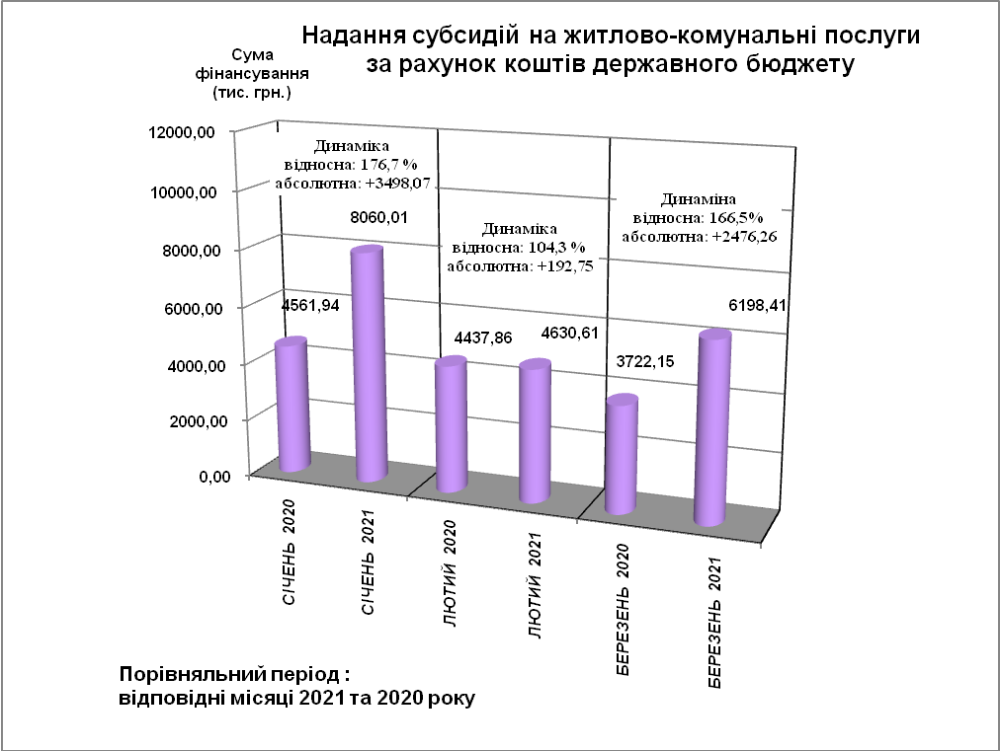 Надання субсидій на житлово-комунальні послуги
за рахунок коштів державного бюджету
Сума
фінансування
(тис. грн.)
12000,00
10000,00
8000,00
6000,00
4000,00
2000,00
0,00
Динаміка
відносна: 176,7 %
абсолютна: +3498,07
Динаміка
відносна: 104,3 %
абсолютна: +192,75
Динаміна
відносна: 166,5%
абсолютна: +2476,26
4561,94
8060,01
4437,86
4630,61
3722,15
6198,41
СІЧЕНЬ 2020
СІЧЕНЬ 2021
ЛЮТИЙ 2020
ЛЮТИЙ 2021
БЕРЕЗЕНЬ 2020
БЕРЕЗЕНЬ 2021
Порівняльний період :
відповідні місяці 2021 та 2020 року